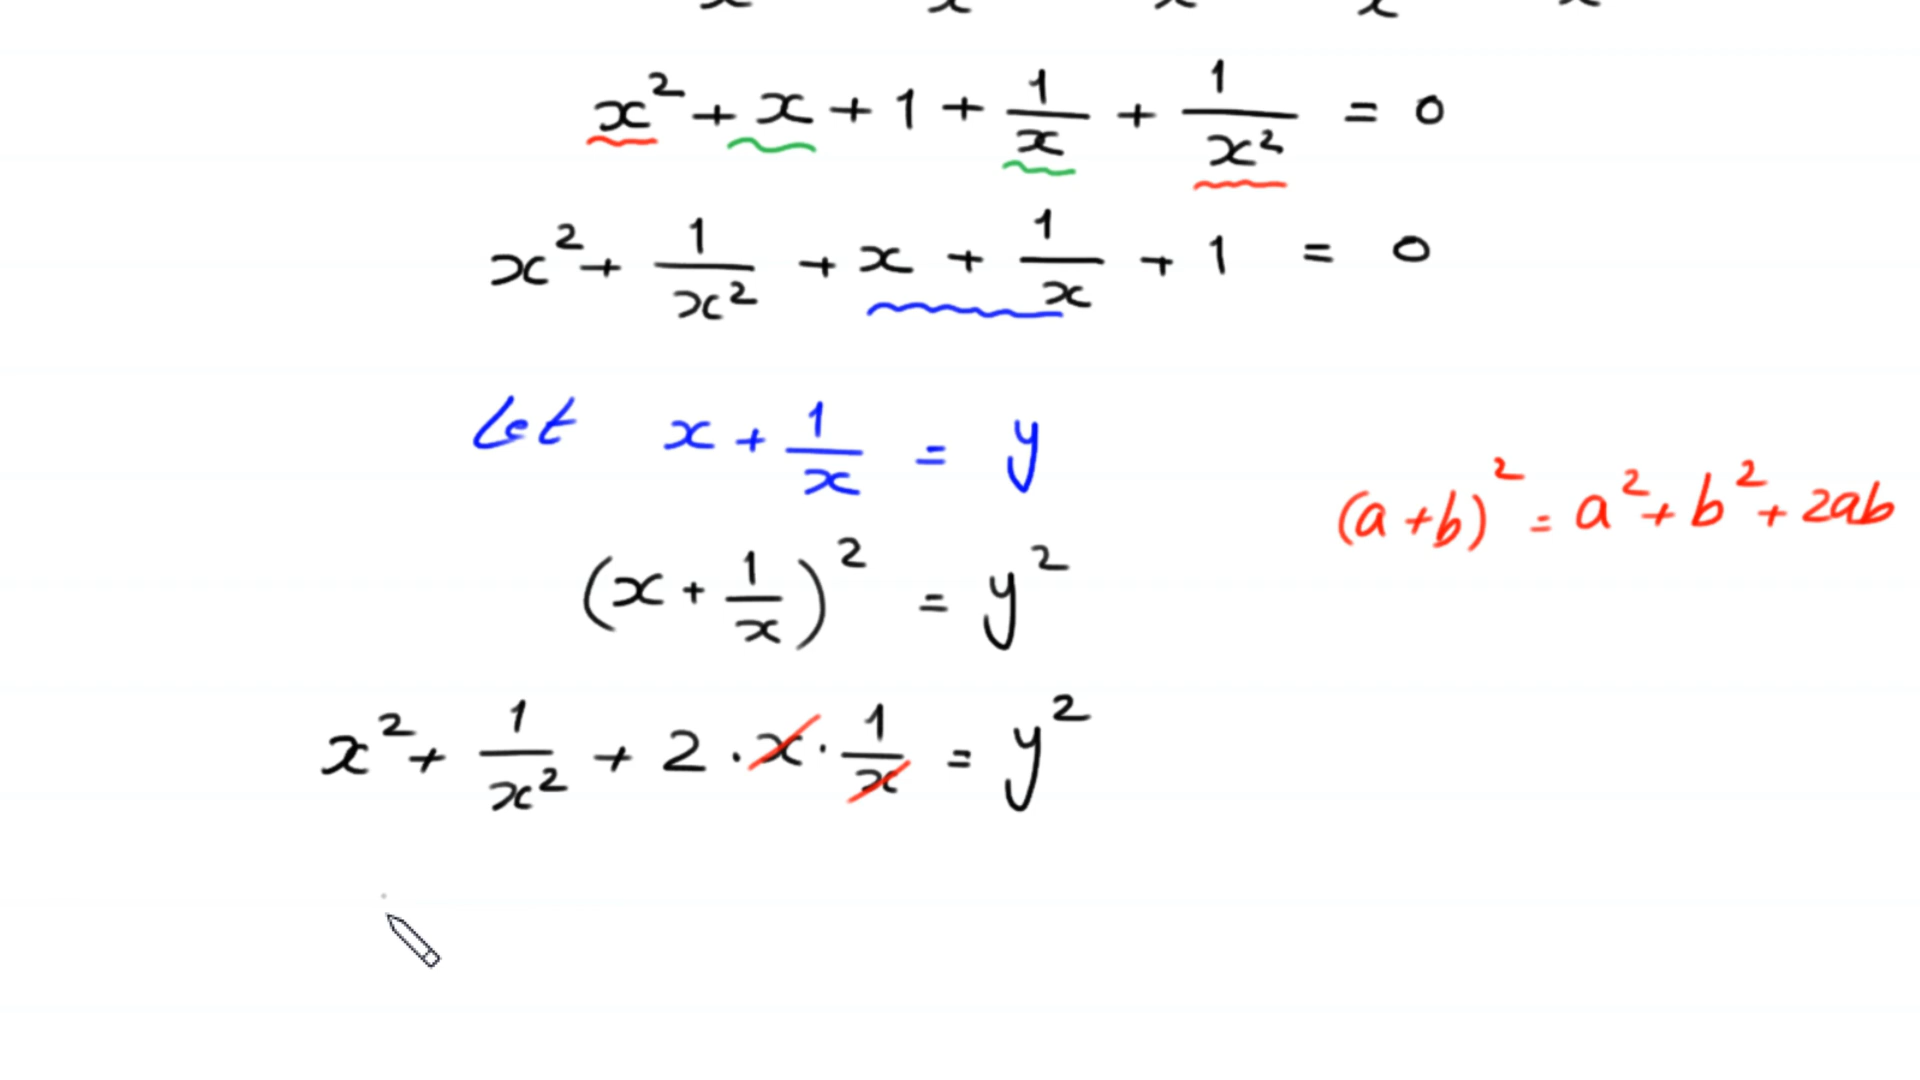 x² + x + 1 + 1/x + 1/x² = 0
x² + 1/x² + x + 1/x + 1 = 0
Let x + 1/x = y
(a+b)² = a² + b² + 2ab
(x + 1/x)² = y²
x² + 1/x² + 2 · x · 1/x = y²